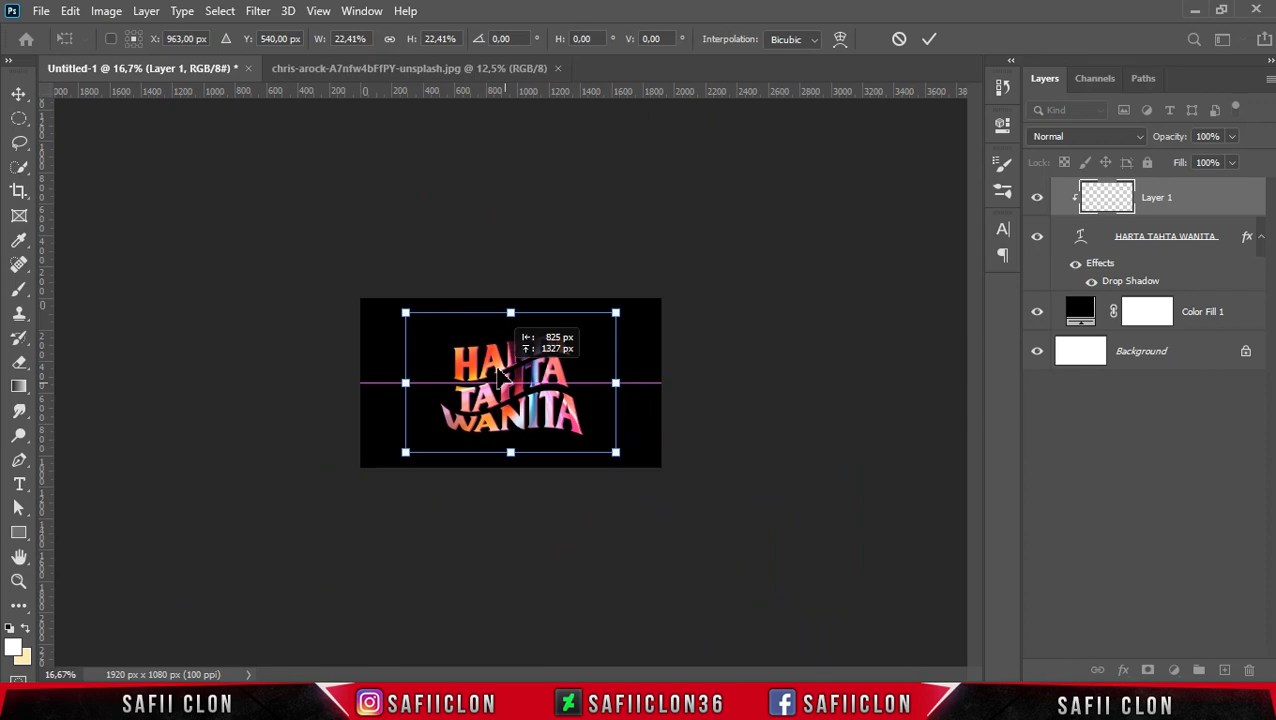 Ps File Edit Image Layer Type Select Filter 3D View Window Help
X: 963,00 px Y: 540,00 px W: 22,41% H: 22,41% 0,00 ° H: 0,00 ° V: 0,00 ° Interpolation: Bicubic
Untitled-1 @ 16,7% (Layer 1, RGB/8#) * × chris-arock-A7nfw4bFfPY-unsplash.jpg @ 12,5% (RGB/8) ×
Layers Channels Paths
Kind
Normal Opacity: 100%
Lock: Fill: 100%
Layer 1
T HARTA TAHTA WANITA fx
Effects
Drop Shadow
Color Fill 1
Background
825 px
1327 px
TAHTA
WANITA
16,67% 1920 px x 1080 px (100 ppi)
SAFII CLON SAFIICLON SAFIICLON36 SAFIICLON SAFII CLON